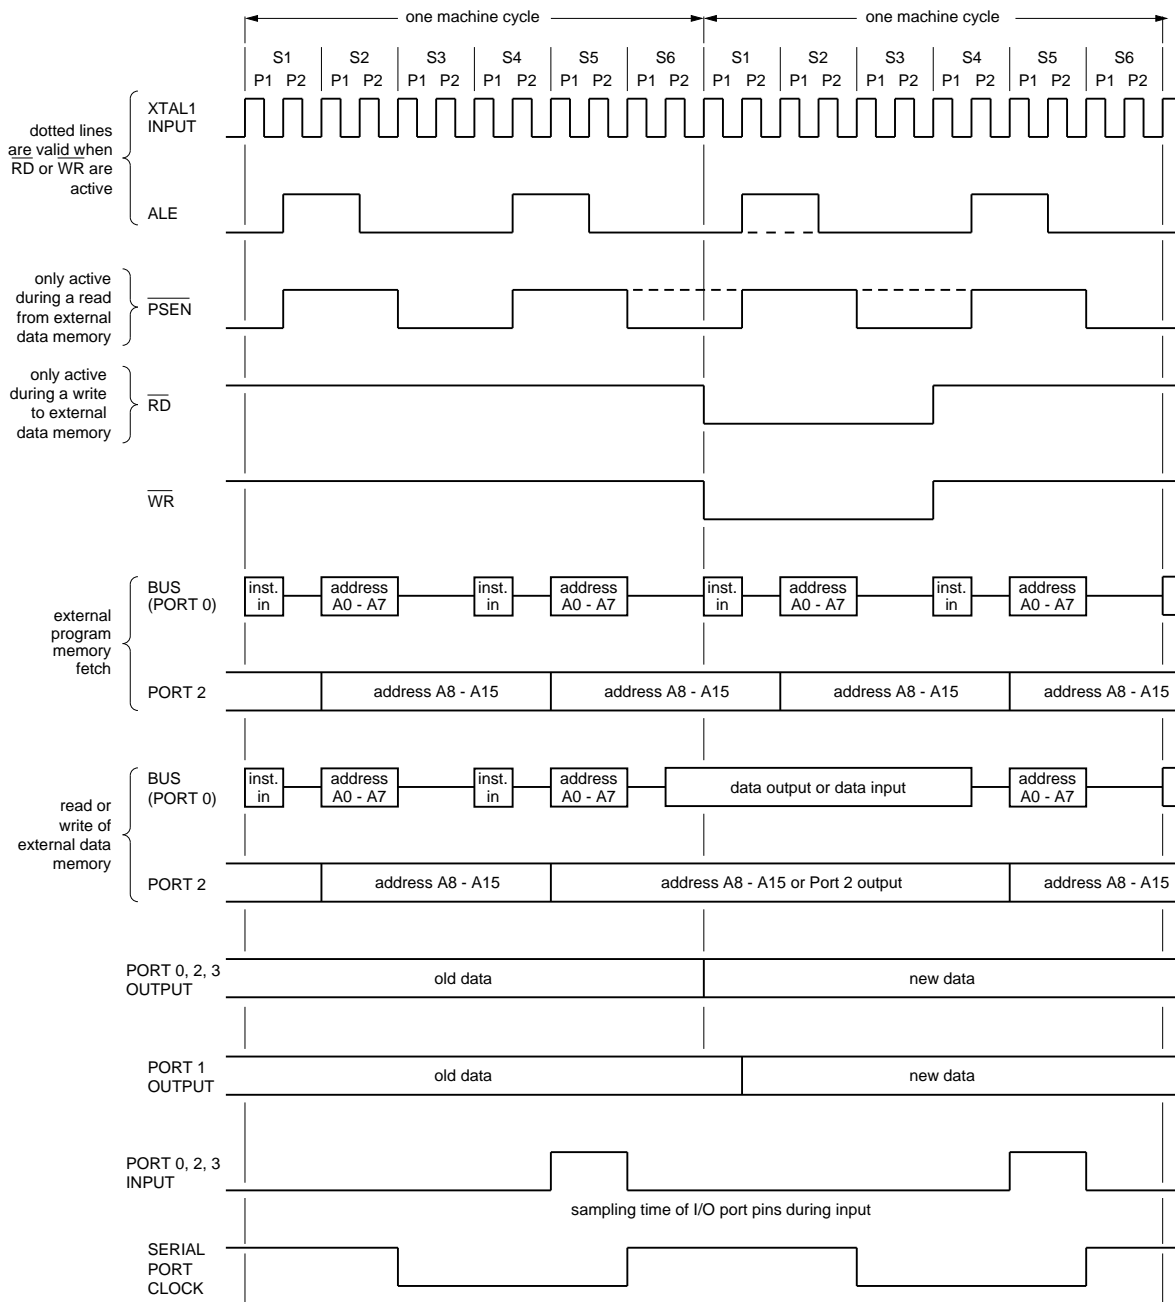 one machine cycle one machine cycle
S1 S2 S3 S4 S5 S6 S1 S2 S3 S4 S5 S6
P1 P2 P1 P2 P1 P2 P1 P2 P1 P2 P1 P2 P1 P2 P1 P2 P1 P2 P1 P2 P1 P2 P1 P2
XTAL1
INPUT
dotted lines
are valid when
RD or WR are
active
ALE
only active
during a read
from external
data memory
PSEN
only active
during a write
to external
data memory
RD
WR
external
program
memory
fetch
BUS
(PORT 0)
inst. address inst. address inst. address inst. address
in A0 - A7 in A0 - A7 in A0 - A7 in A0 - A7
PORT 2
address A8 - A15 address A8 - A15 address A8 - A15 address A8 - A15
read or
write of
external data
memory
BUS
(PORT 0)
inst. address inst. address data output or data input address
in A0 - A7 in A0 - A7 A0 - A7
PORT 2
address A8 - A15 address A8 - A15 or Port 2 output address A8 - A15
PORT 0, 2, 3
OUTPUT
old data new data
PORT 1
OUTPUT
old data new data
PORT 0, 2, 3
INPUT
sampling time of I/O port pins during input
SERIAL
PORT
CLOCK